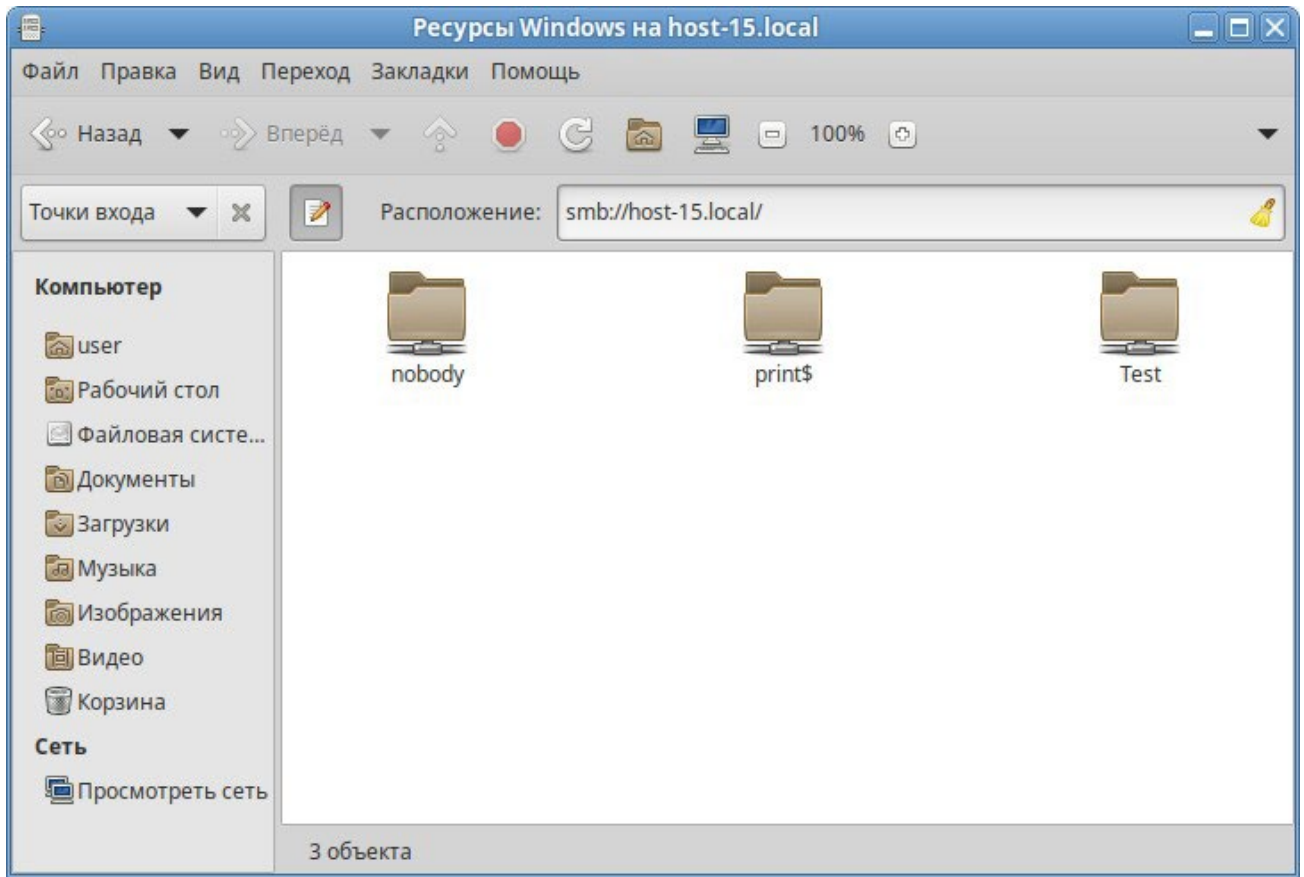 Ресурсы Windows на host-15.local
Файл Правка Вид Переход Закладки Помощь
Назад Вперёд 100%
Точки входа Расположение: smb://host-15.local/
Компьютер
user
Рабочий стол
Файловая систе...
Документы
Загрузки
Музыка
Изображения
Видео
Корзина
Сеть
Просмотреть сеть
nobody print$ Test
3 объекта